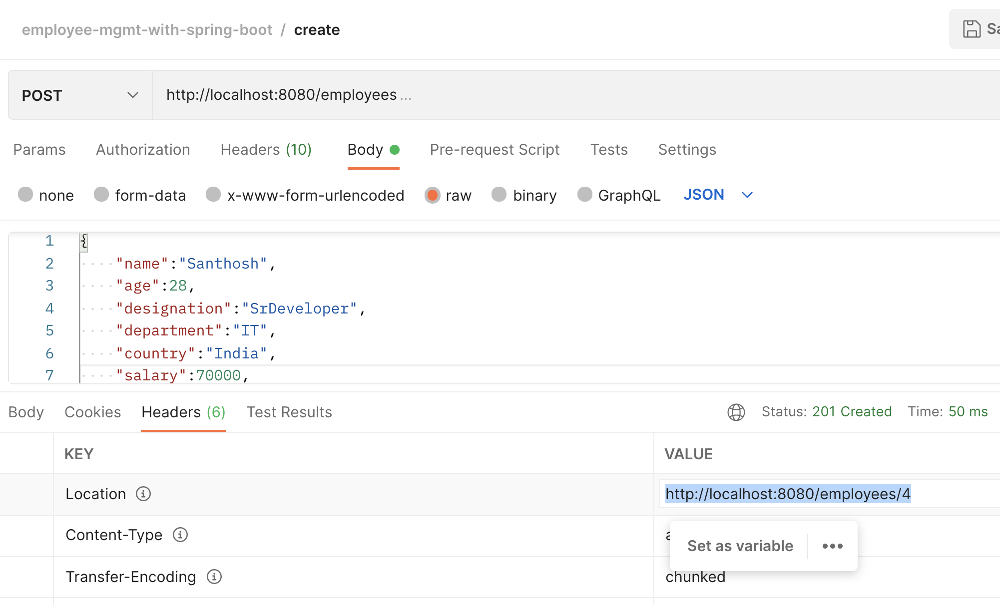 employee-mgmt-with-spring-boot / create
POST http://localhost:8080/employees ...
Params Authorization Headers (10) Body Pre-request Script Tests Settings
none form-data x-www-form-urlencoded raw binary GraphQL JSON
1 {
2 "name":"Santhosh",
3 "age":28,
4 "designation":"SrDeveloper",
5 "department":"IT",
6 "country":"India",
7 "salary":70000,
Body Cookies Headers (6) Test Results Status: 201 Created Time: 50 ms
KEY VALUE
Location http://localhost:8080/employees/4
Content-Type
Set as variable
Transfer-Encoding chunked